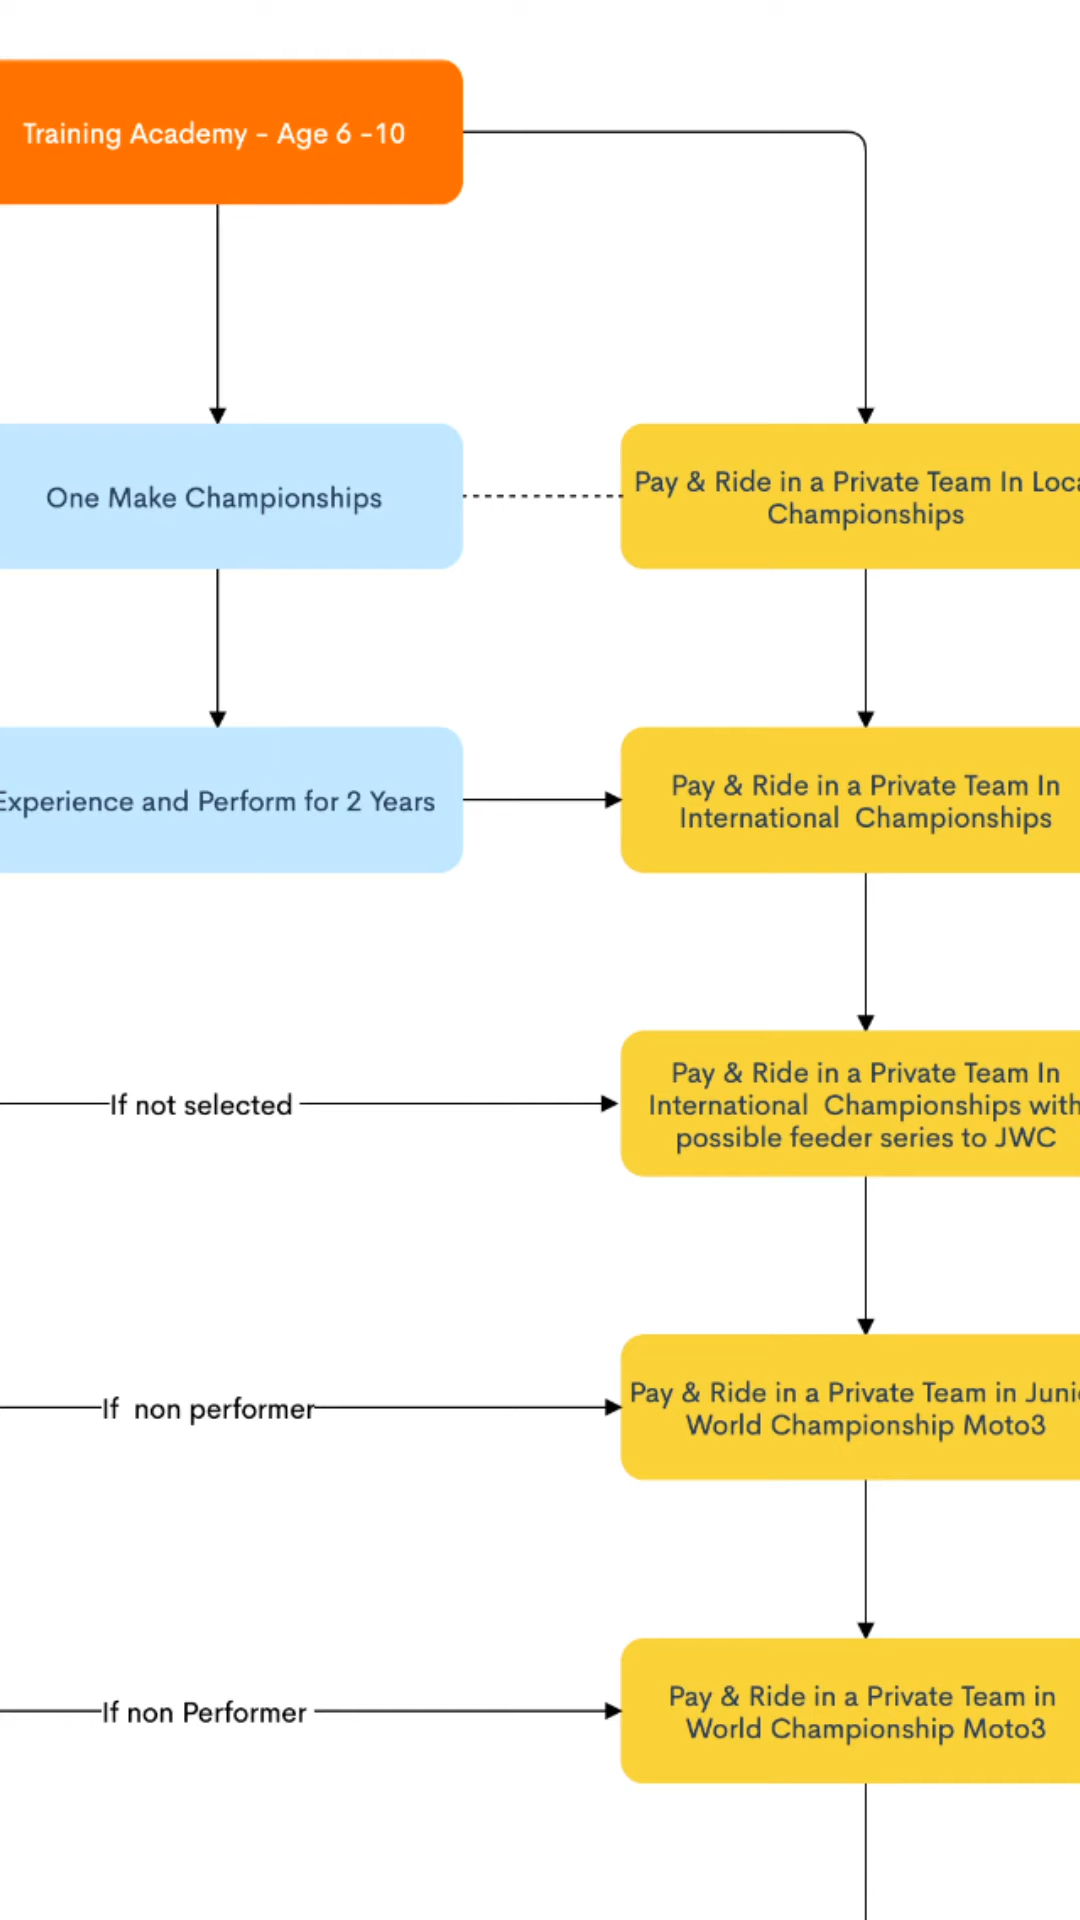 Training Academy - Age 6 -10
One Make Championships
Pay & Ride in a Private Team In
Championships
Experience and Perform for 2 Years
Pay & Ride in a Private Team In
International  Championships
If not selected
Pay & Ride in a Private Team In
International  Championships with
possible feeder series to JWC
If  non performer
Pay & Ride in a Private Team in
World Championship Moto3
If non Performer
Pay & Ride in a Private Team in
World Championship Moto3